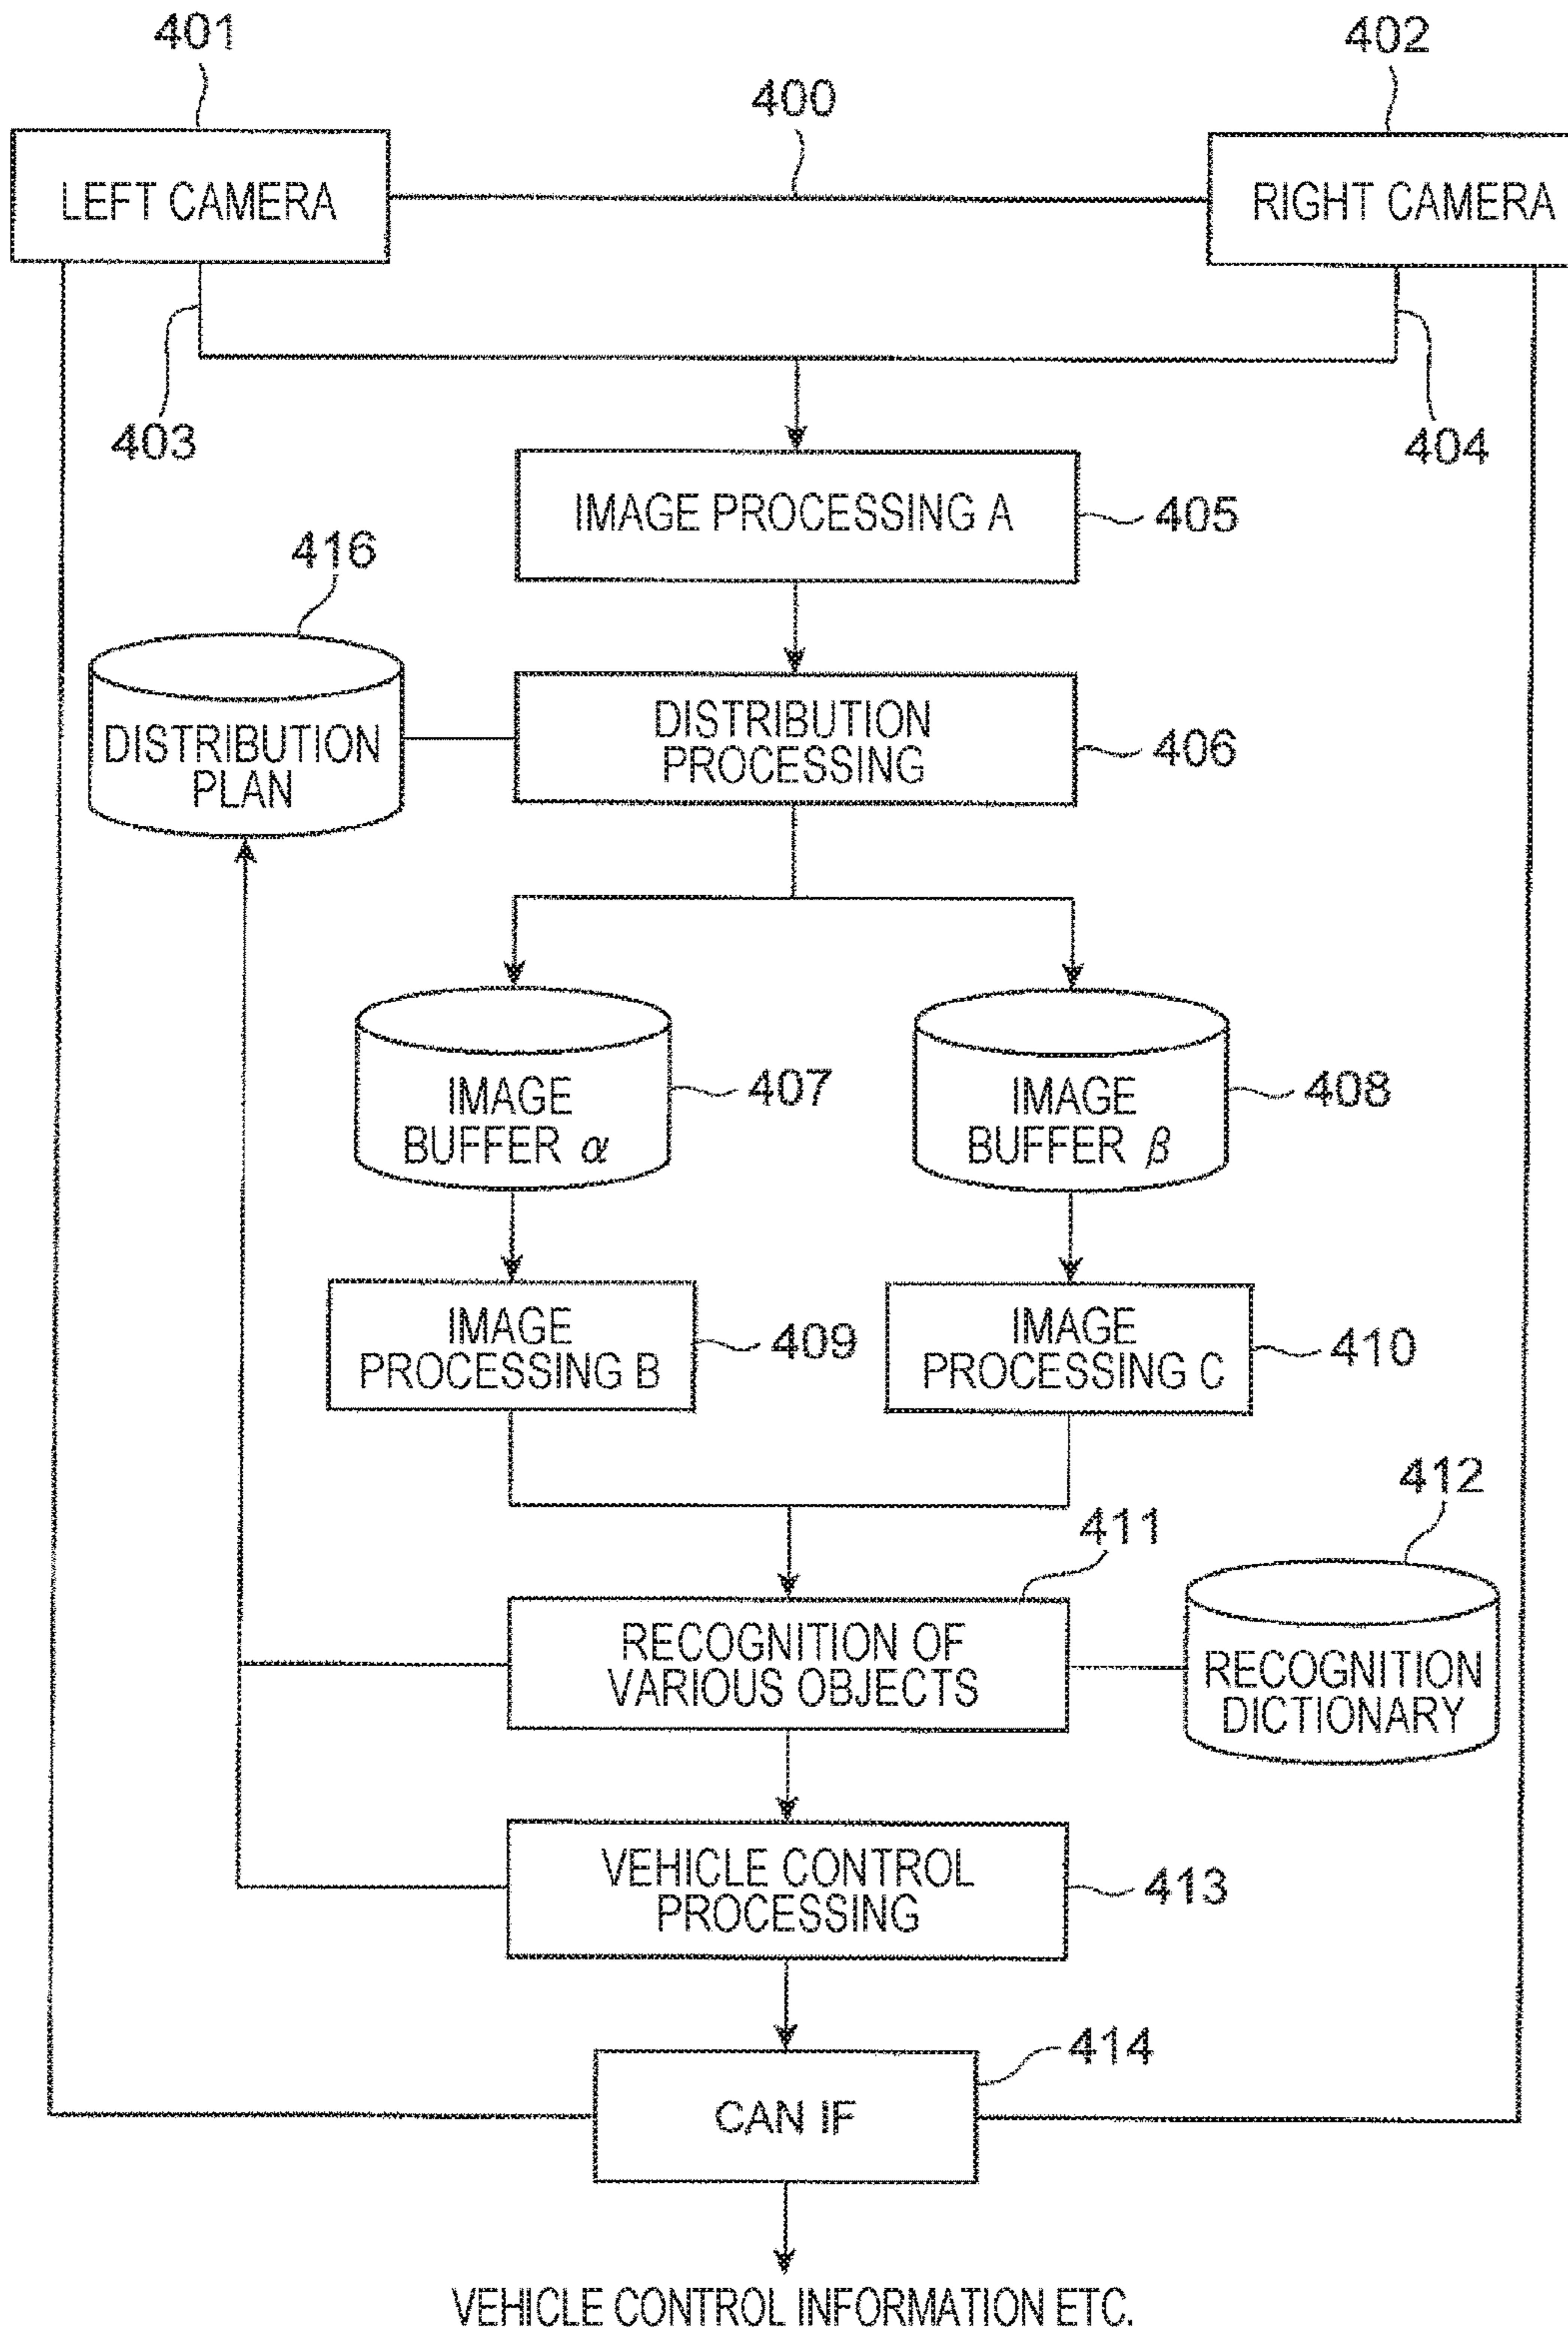 401
402
400
LEFT CAMERA
RIGHT CAMERA
403
404
IMAGE PROCESSING A
405
416
DISTRIBUTION
PLAN
DISTRIBUTION
PROCESSING
406
IMAGE
BUFFER α
407
IMAGE
BUFFER β
408
IMAGE
PROCESSING B
409
IMAGE
PROCESSING C
410
412
411
RECOGNITION OF
VARIOUS OBJECTS
RECOGNITION
DICTIONARY
VEHICLE CONTROL
PROCESSING
413
414
CAN IF
VEHICLE CONTROL INFORMATION ETC.